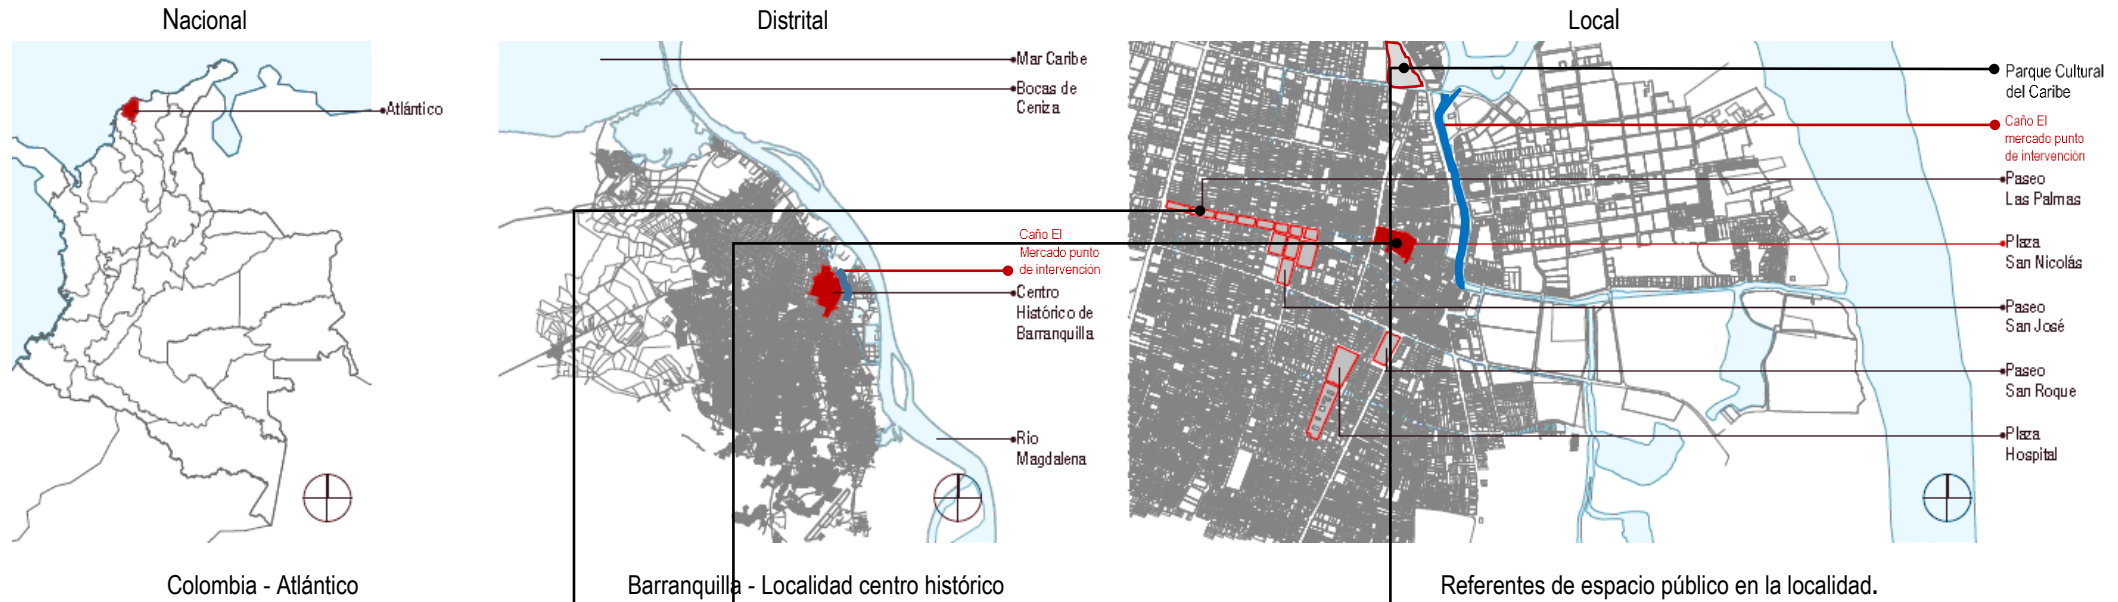 Nacional
Atlántico
Colombia - Atlántico
Distrital
Mar Caribe
Bocas de
Ceniza
Caño El
Mercado punto
de intervención
Centro
Histórico de
Barranquilla
Rio
Magdalena
Barranquilla - Localidad centro histórico
Local
Parque Cultural
del Caribe
Caño El
mercado punto
de intervención
Paseo
Las Palmas
Plaza
San Nicolás
Paseo
San José
Paseo
San Roque
Plaza
Hospital
Referentes de espacio público en la localidad.